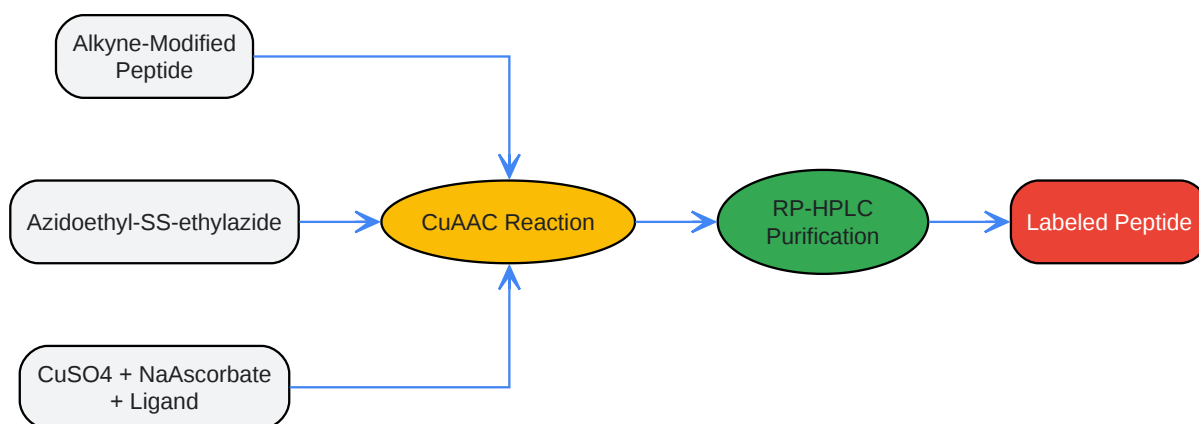 Alkyne-Modified
Peptide
Azidoethyl-SS-ethylazide
CuAAC Reaction
RP-HPLC
Purification
Labeled Peptide
CuSO4 + NaAscorbate
+ Ligand